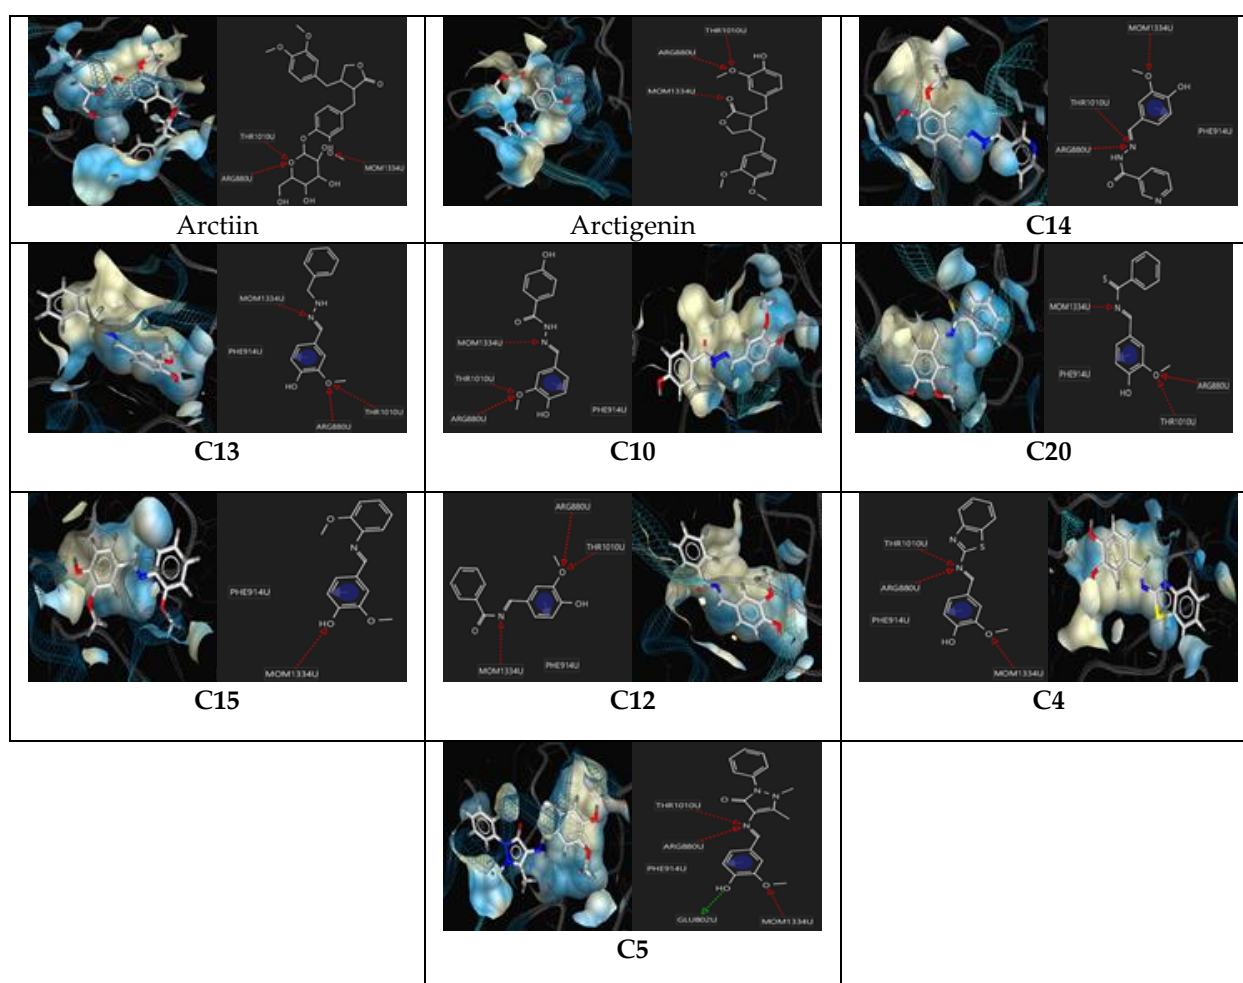 THR1010U
ARG880U
MOM1334U
OH
OH
OH
O
Arctiin
THR1010U
ARG880U
MOM1334U
HO
O
Arctigenin
MOM1334U
THR1010U
ARG880U
PHE914U
OH
N
HN
O
N
C14
MOM1334U
NH
N
PHE914U
HO
O
THR1010U
ARG880U
C13
OH
O
NH
N
MOM1334U
THR1010U
ARG880U
O
HO
PHE914U
C10
S
MOM1334U
N
PHE914U
O
ARG880U
HO
THR1010U
C20
O
N
PHE914U
HO
O
MOM1334U
C15
ARG880U
THR1010U
O
OH
N
O
MOM1334U
PHE914U
C12
N
S
THR1010U
N
ARG880U
PHE914U
HO
O
MOM1334U
C4
N
N
O
THR1010U
N
ARG880U
PHE914U
HO
O
GLU802U
MOM1334U
C5